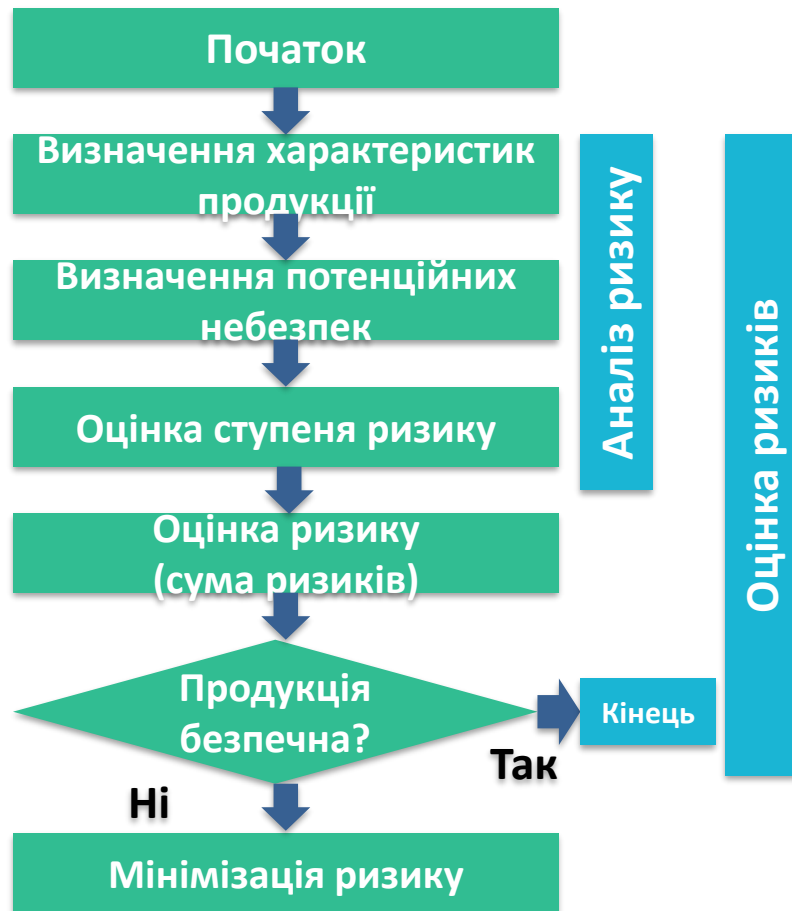 Початок
Визначення характеристик
продукції
Визначення потенційних
небезпек
Оцінка ступеня ризику
Оцінка ризику
(сума ризиків)
Продукція
безпечна?
Так
Кінець
Ні
Мінімізація ризику
Аналіз ризику
Оцінка ризиків